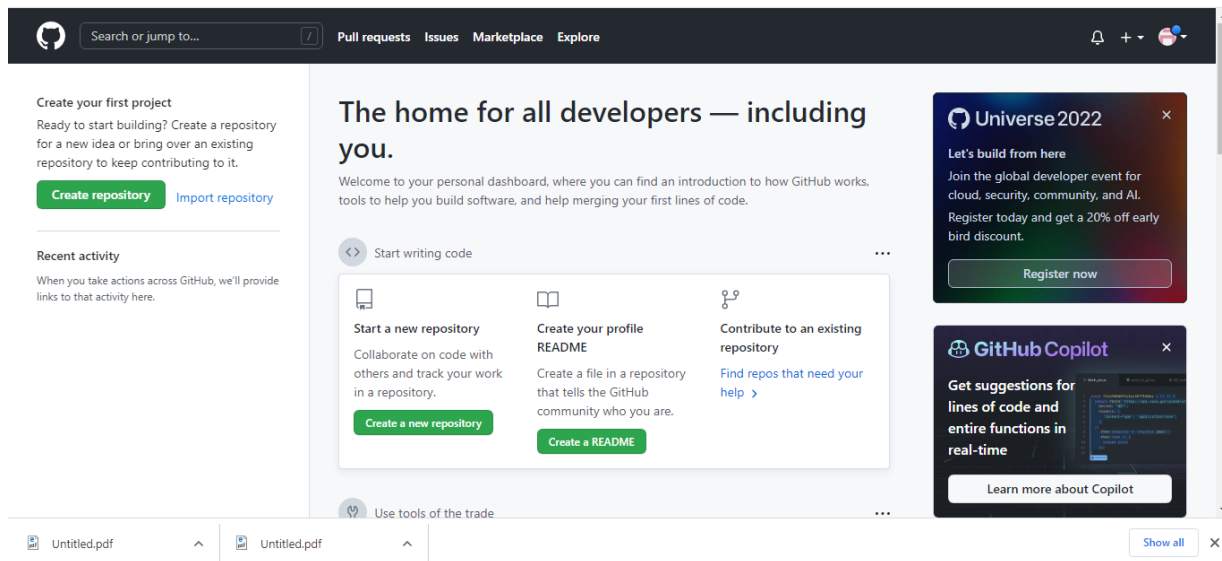 Search or jump to...
/
Pull requests
Issues
Marketplace
Explore
Create your first project
Ready to start building? Create a repository
for a new idea or bring over an existing
repository to keep contributing to it.
Create repository
Import repository
Recent activity
When you take actions across GitHub, we'll provide
links to that activity here.
The home for all developers — including
you.
Welcome to your personal dashboard, where you can find an introduction to how GitHub works,
tools to help you build software, and help merging your first lines of code.
Start writing code
Start a new repository
Collaborate on code with
others and track your work
in a repository.
Create a new repository
Create your profile
README
Create a file in a repository
that tells the GitHub
community who you are.
Create a README
Contribute to an existing
repository
Find repos that need your
help
Use tools of the trade
Universe 2022
Let's build from here
Join the global developer event for
cloud, security, community, and AI.
Register today and get a 20% off early
bird discount.
Register now
GitHub Copilot
Get suggestions for
lines of code and
entire functions in
real-time
Learn more about Copilot
Untitled.pdf
Untitled.pdf
Show all